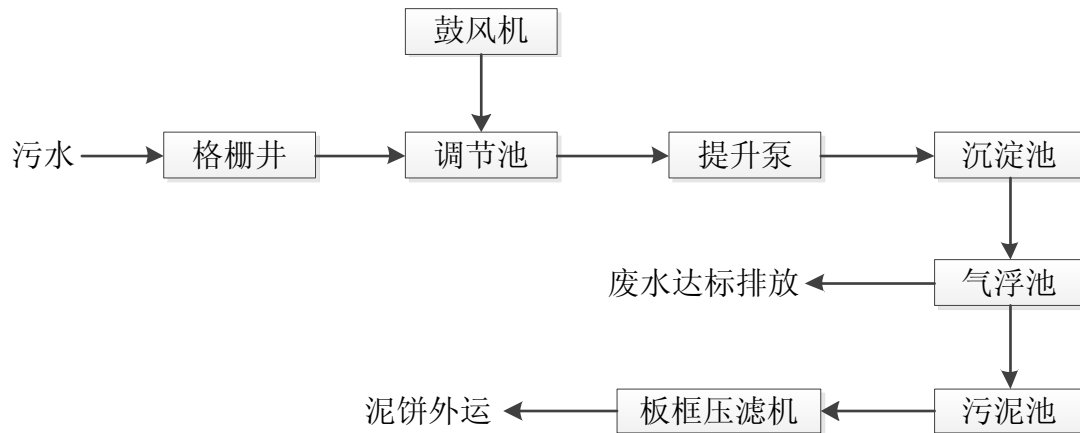 鼓风机
污水
格栅井
调节池
提升泵
沉淀池
废水达标排放
气浮池
泥饼外运
板框压滤机
污泥池